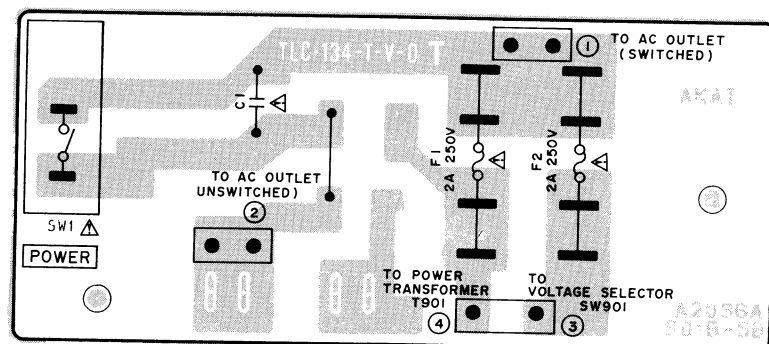 TLC-134-T-V-0 T
①
TO AC OUTLET
(SWITCHED)
AKAI
C1
F1
2A 250V
F2
2A 250V
TO AC OUTLET
UNSWITCHED)
②
SW1
POWER
TO POWER
TRANSFORMER
T901
④
TO
VOLTAGE SELECTOR
SW901
③